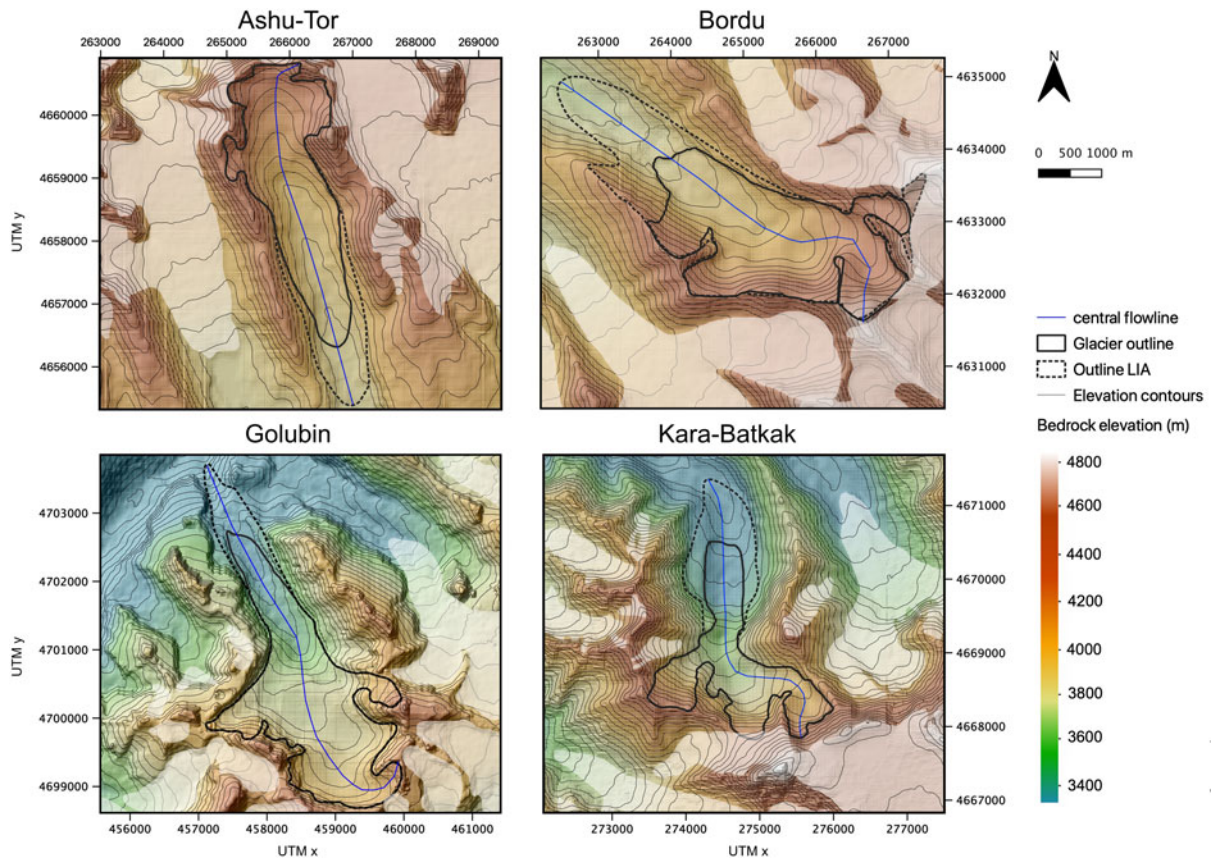 Ashu-Tor
Bordu
263000 264000 265000 266000 267000 268000 269000
263000 264000 265000 266000 267000
4660000
4659000
4658000
4657000
4656000
UTM y
4635000
4634000
4633000
4632000
4631000
N
0 500 1000 m
central flowline
Glacier outline
Outline LIA
Elevation contours
Bedrock elevation (m)
4800
4400
4200
4000
3800
3600
3400
Golubin
Kara-Batkak
4703000
4702000
4701000
4700000
4699000
UTM y
4671000
4670000
4669000
4668000
4667000
456000 457000 458000 459000 460000 461000
273000 274000 275000 276000 277000
UTM x
UTM x